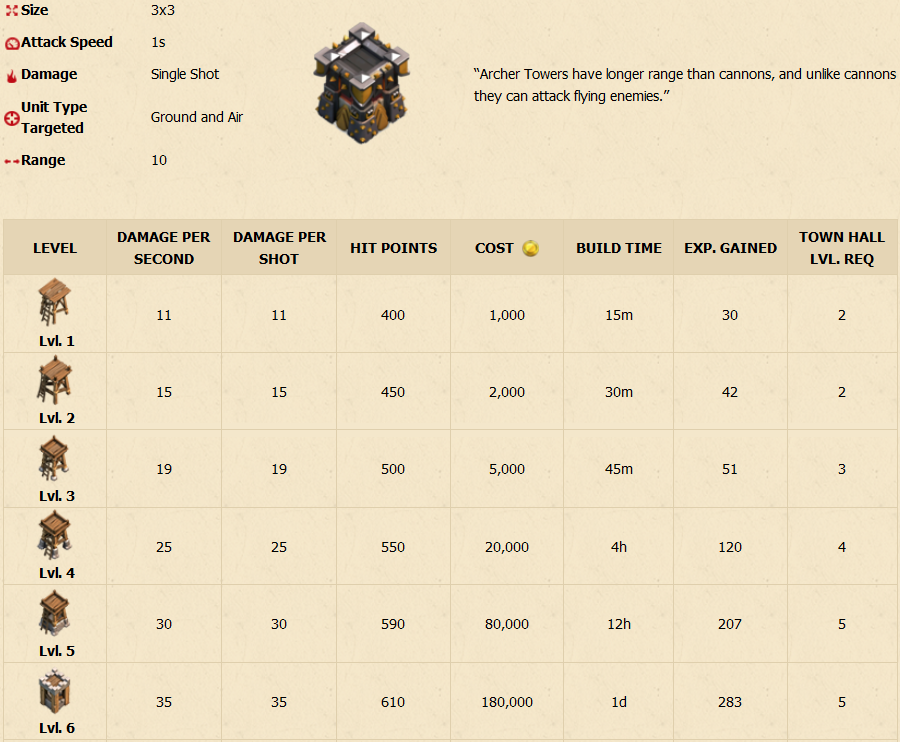 Size 3x3
Attack Speed 1s
Damage Single Shot
Unit Type
Targeted Ground and Air
Range 10
“Archer Towers have longer range than cannons, and unlike cannons
they can attack flying enemies.”
LEVEL DAMAGE PER SECOND DAMAGE PER SHOT HIT POINTS COST BUILD TIME EXP. GAINED TOWN HALL LVL. REQ
Lvl. 1 11 11 400 1,000 15m 30 2
Lvl. 2 15 15 450 2,000 30m 42 2
Lvl. 3 19 19 500 5,000 45m 51 3
Lvl. 4 25 25 550 20,000 4h 120 4
Lvl. 5 30 30 590 80,000 12h 207 5
Lvl. 6 35 35 610 180,000 1d 283 5